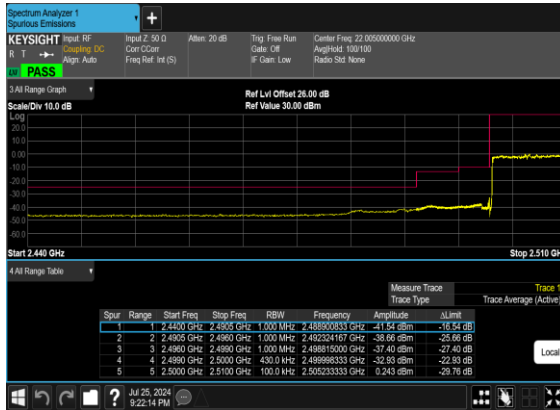 Spectrum Analyzer 1
Spurious Emissions
+
KEYSIGHT Input: RF Input Z: 50 Ω Atten: 20 dB Trig: Free Run Center Freq: 22.005000000 GHz
R T Coupling: DC Corr CCorr Gate: Off Avg|Hold: 100/100
Align: Auto Freq Ref: Int (S) IF Gain: Low Radio Std: None
PASS
3 All Range Graph
Ref Lvl Offset 26.00 dB
Scale/Div 10.0 dB Ref Value 30.00 dBm
Log
20.0
10.0
0.00
-10.0
-20.0
-30.0
-40.0
-50.0
-60.0
Start 2.440 GHz Stop 2.510 GH
4 All Range Table
Measure Trace Trace 1
Trace Type Trace Average (Active)
Spur Range Start Freq Stop Freq RBW Frequency Amplitude ΔLimit
1 1 2.4400 GHz 2.4905 GHz 1.000 MHz 2.488900833 GHz -41.54 dBm -16.54 dB
2 2 2.4905 GHz 2.4960 GHz 1.000 MHz 2.492324167 GHz -38.66 dBm -25.66 dB
3 3 2.4960 GHz 2.4990 GHz 1.000 MHz 2.498815000 GHz -37.40 dBm -27.40 dB
4 4 2.4990 GHz 2.5000 GHz 430.0 kHz 2.499998333 GHz -32.93 dBm -22.93 dB
5 5 2.5000 GHz 2.5100 GHz 100.0 kHz 2.505233333 GHz 0.243 dBm -29.76 dB
Local
?
Jul 25, 2024
9:22:14 PM